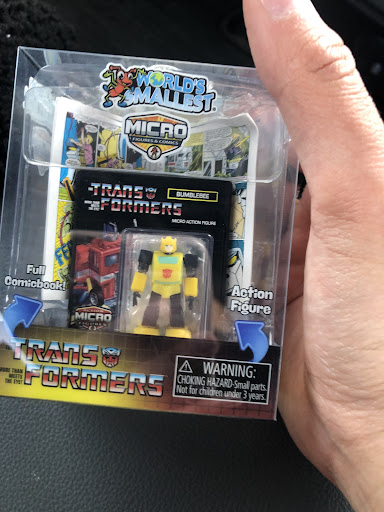 WORLD'S
SMALLEST
MICRO
FIGURES & COMICS
TRANS
FORMERS
BUMBLEBEE
MICRO ACTION FIGURE
Full
Comicbook!
Action
Figure
MICRO
TRANS
FORMERS
MORE THAN
MEETS
THE EYE!
WARNING:
CHOKING HAZARD-Small parts.
Not for children under 3 years.